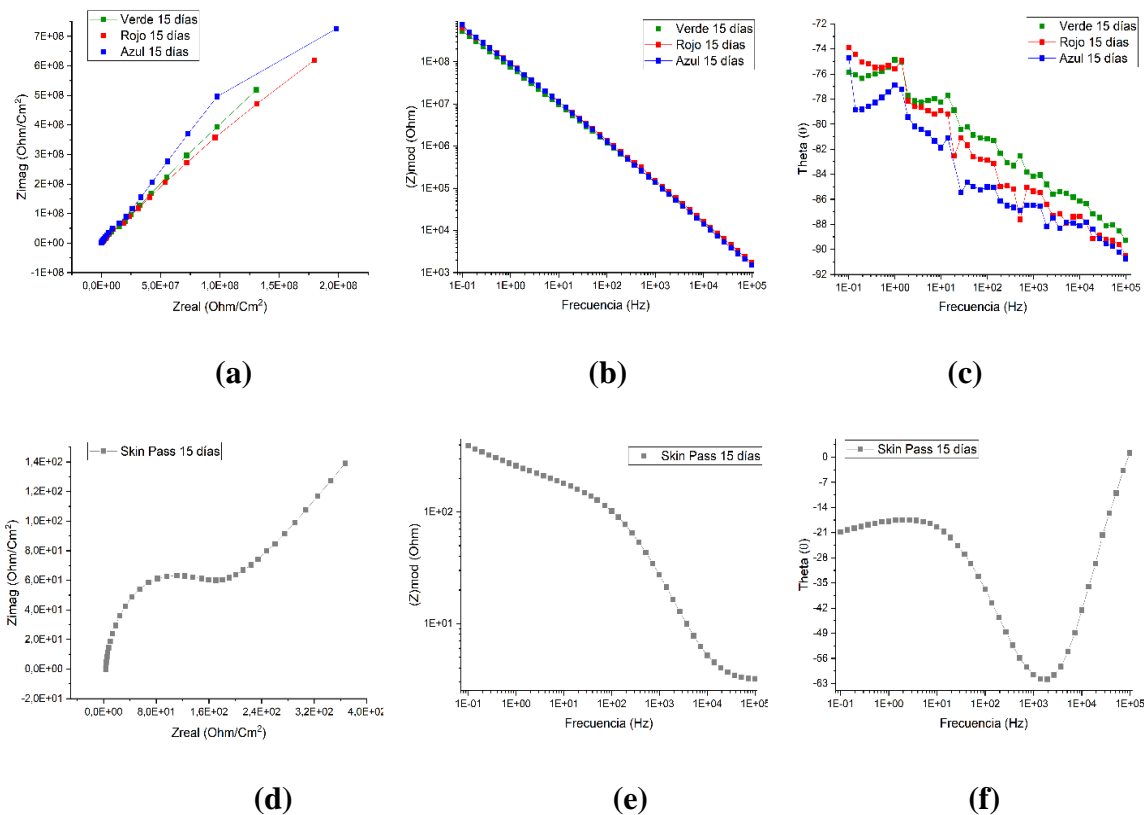 Verde 15 días
Rojo 15 días
Azul 15 días
7E+08
6E+08
5E+08
4E+08
3E+08
2E+08
1E+08
0E+00
-1E+08
Zimag (Ohm/Cm²)
0,0E+00 5,0E+07 1,0E+08 1,5E+08 2,0E+08
Zreal (Ohm/Cm²)
(a)
Verde 15 días
Rojo 15 días
Azul 15 días
1E+08
1E+07
1E+06
1E+05
1E+04
1E+03
(Z)mod (Ohm)
1E-01 1E+00 1E+01 1E+02 1E+03 1E+04 1E+05
Frecuencia (Hz)
(b)
Verde 15 días
Rojo 15 días
Azul 15 días
-72
-74
-76
-78
-80
-82
-84
-86
-88
-90
-92
Theta (θ)
1E-01 1E+00 1E+01 1E+02 1E+03 1E+04 1E+05
Frecuencia (Hz)
(c)
Skin Pass 15 días
1,4E+02
1,2E+02
1,0E+02
8,0E+01
6,0E+01
4,0E+01
2,0E+01
0,0E+00
-2,0E+01
Zimag (Ohm/Cm²)
0,0E+00 8,0E+01 1,6E+02 2,4E+02 3,2E+02 4,0E+02
Zreal (Ohm/Cm²)
(d)
Skin Pass 15 días
1E+02
1E+01
(Z)mod (Ohm)
1E-01 1E+00 1E+01 1E+02 1E+03 1E+04 1E+05
Frecuencia (Hz)
(e)
Skin Pass 15 días
0
-7
-14
-21
-28
-35
-42
-49
-56
-63
Theta (θ)
1E-01 1E+00 1E+01 1E+02 1E+03 1E+04 1E+05
Frecuencia (Hz)
(f)